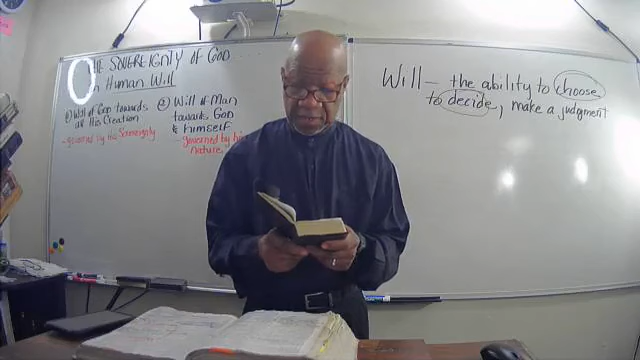 THE SOVEREIGNTY OF GOD
Human Will
① Will of God towards
all His Creation
- governed by His Sovereignty
② Will of Man
towards God
& himself
- governed by his
nature
Will - the ability to choose,
to decide, make a judgment